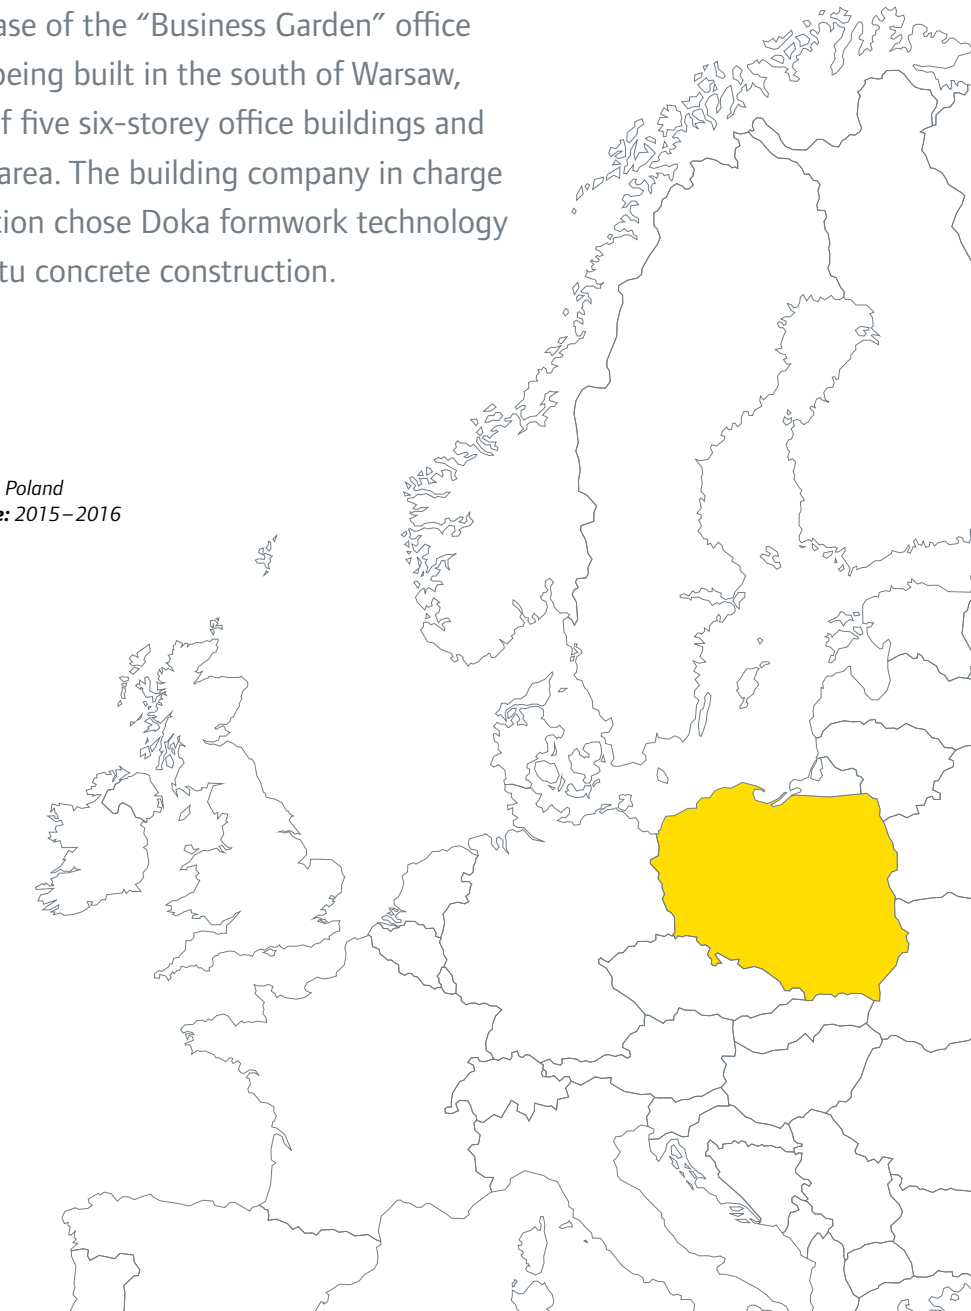 ase of the “Business Garden” office
being built in the south of Warsaw,
f five six-storey office buildings and
area. The building company in charge
tion chose Doka formwork technology
tu concrete construction.
Poland
e: 2015–2016